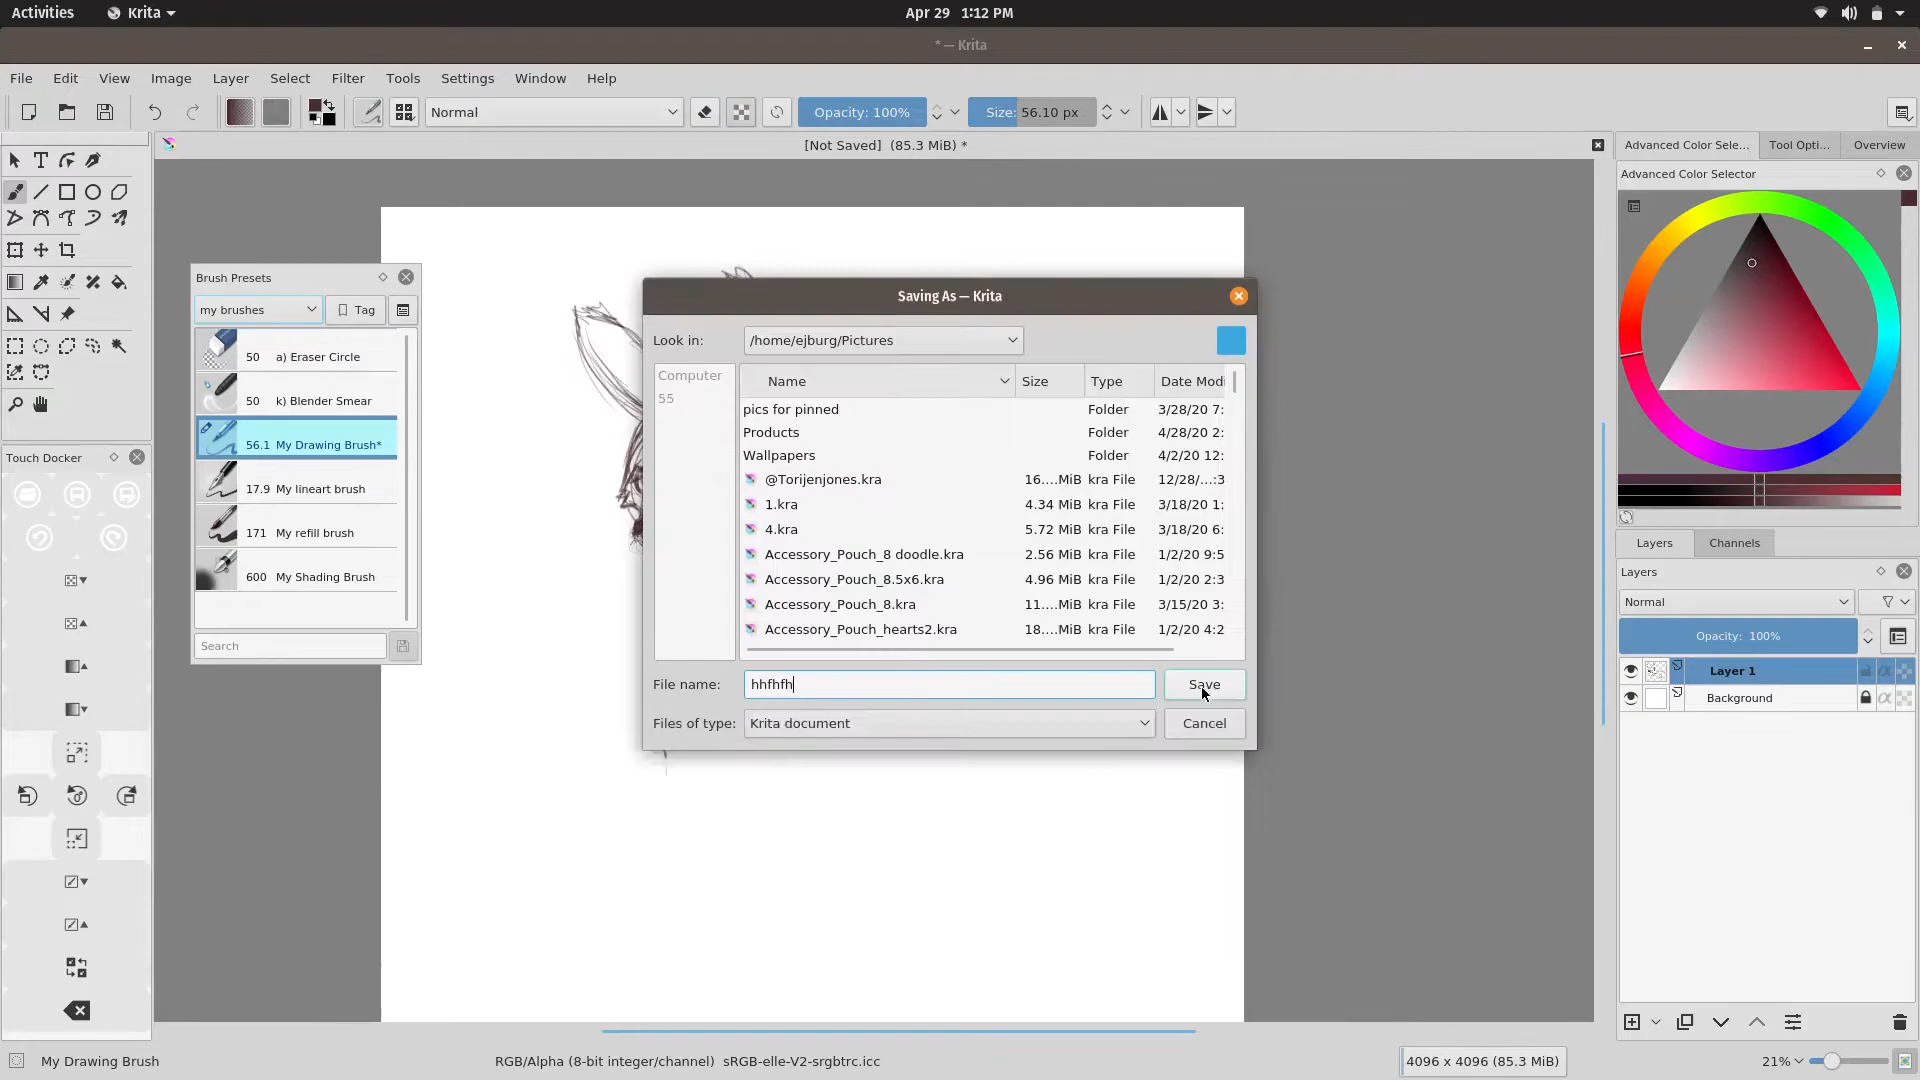 Activities Krita Apr 29 1:12 PM
* — Krita
File Edit View Image Layer Select Filter Tools Settings Window Help
Normal Opacity: 100% Size: 56.10 px
[Not Saved] (85.3 MiB) *
Advanced Color Sele... Tool Opti... Overview
Advanced Color Selector
Brush Presets
my brushes Tag
50 a) Eraser Circle
50 k) Blender Smear
56.1 My Drawing Brush*
17.9 My lineart brush
171 My refill brush
600 My Shading Brush
Search
Touch Docker
Saving As — Krita
Look in: /home/ejburg/Pictures
Computer
55
Name Size Type Date Modi
pics for pinned Folder 3/28/20 7:
Products Folder 4/28/20 2:
Wallpapers Folder 4/2/20 12:
@Torijenjones.kra 16....MiB kra File 12/28/...:3
1.kra 4.34 MiB kra File 3/18/20 1:
4.kra 5.72 MiB kra File 3/18/20 6:
Accessory_Pouch_8 doodle.kra 2.56 MiB kra File 1/2/20 9:5
Accessory_Pouch_8.5x6.kra 4.96 MiB kra File 1/2/20 2:3
Accessory_Pouch_8.kra 11....MiB kra File 3/15/20 3:
Accessory_Pouch_hearts2.kra 18....MiB kra File 1/2/20 4:2
File name: hhfhfh Save
Files of type: Krita document Cancel
Layers Channels
Layers
Normal
Opacity: 100%
Layer 1
Background
My Drawing Brush RGB/Alpha (8-bit integer/channel) sRGB-elle-V2-srgbtrc.icc 4096 x 4096 (85.3 MiB) 21%